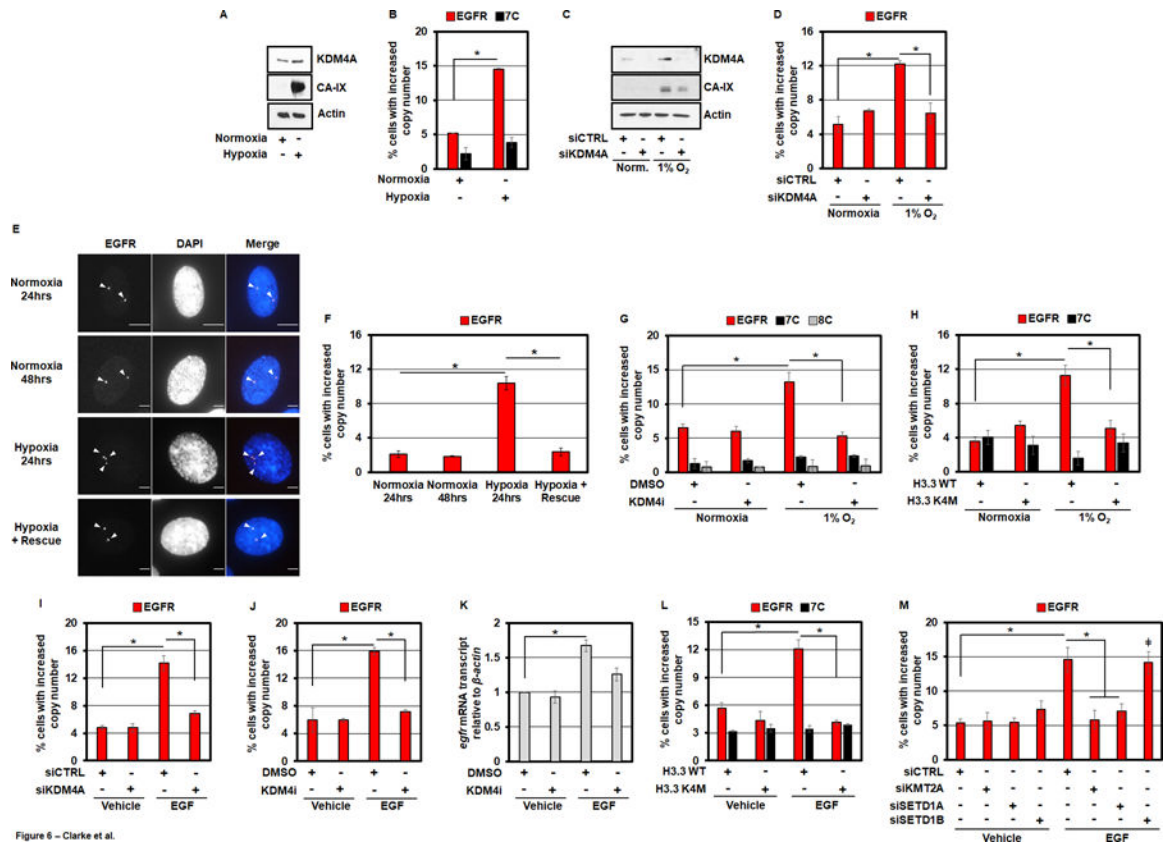 A
KDM4A
CA-IX
Actin
Normoxia + -
Hypoxia - +
B
EGFR 7C
% cells with increased
copy number
20
15
10
5
0
Normoxia + -
Hypoxia - +
C
KDM4A
CA-IX
Actin
siCTRL + - + -
siKDM4A - + - +
Norm. 1% O2
D
EGFR
% cells with increased
copy number
16
12
8
4
0
siCTRL + - + -
siKDM4A - + - +
Normoxia 1% O2
E
EGFR DAPI Merge
Normoxia
24hrs
Normoxia
48hrs
Hypoxia
24hrs
Hypoxia
+ Rescue
F
EGFR
% cells with increased
copy number
16
12
8
4
0
* *
Normoxia Normoxia Hypoxia Hypoxia +
24hrs 48hrs 24hrs Rescue
G
EGFR 7C 8C
% cells with increased
copy number
20
15
10
5
0
* *
DMSO + - + -
KDM4i - + - +
Normoxia 1% O2
H
EGFR 7C
% cells with increased
copy number
16
12
8
4
0
* *
H3.3 WT + - + -
H3.3 K4M - + - +
Normoxia 1% O2
I
EGFR
% cells with increased
copy number
20
16
12
8
4
0
* *
siCTRL + - + -
siKDM4A - + - +
Vehicle EGF
J
EGFR
% cells with increased
copy number
20
16
12
8
4
0
* *
DMSO + - + -
KDM4i - + - +
Vehicle EGF
K
egfr mRNA transcript
relative to β-actin
2
1.5
1
0.5
0
*
DMSO + - + -
KDM4i - + - +
Vehicle EGF
L
EGFR 7C
% cells with increased
copy number
15
12
9
6
3
0
* *
H3.3 WT + - + -
H3.3 K4M - + - +
Vehicle EGF
M
EGFR
% cells with increased
copy number
20
15
10
5
0
* * ǂ
siCTRL + - - - + - - -
siKMT2A - + - - - + - -
siSETD1A - - + - - - + -
siSETD1B - - - + - - - +
Vehicle EGF
Figure 6 – Clarke et al.